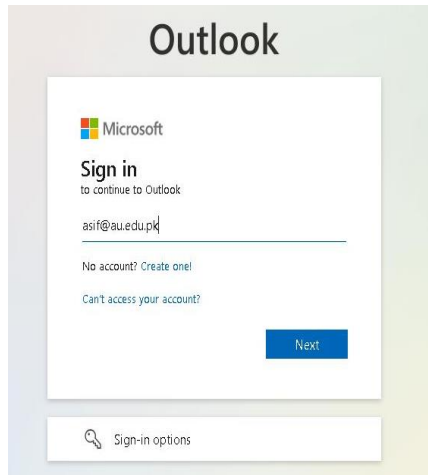 Outlook
Microsoft
Sign in
to continue to Outlook
asif@au.edu.pk
No account? Create one!
Can't access your account?
Next
Sign-in options